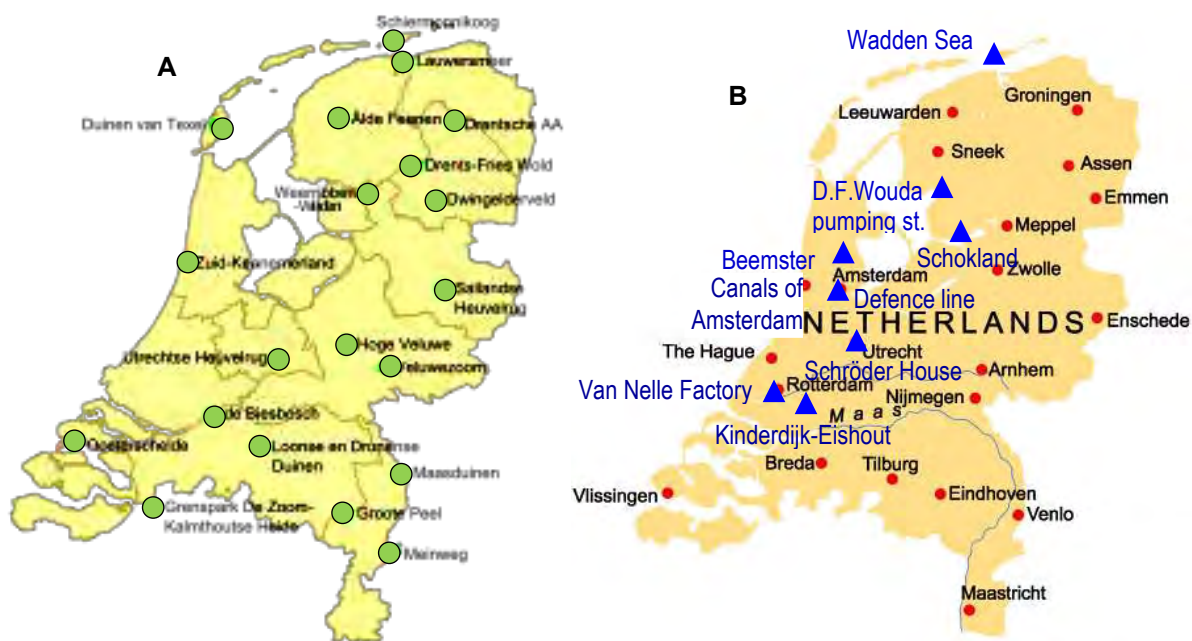 Schiermonnikoog
A
Lauwersmeer
Duinen van Texel
Alde Feanen
Drentsche AA
Drents-Fries Wold
Weerribben
-Wieden
Dwingelderveld
Zuid-Kennemerland
Sallandse
Heuvelrug
Hoge Veluwe
Utrechtse Heuvelrug
Veluwezoom
de Biesbosch
Oosterschelde
Loonse en Drunense
Duinen
Maasduinen
Grenspark De Zoom-
Kalmthoutse Heide
Groote Peel
Meinweg
B
Wadden Sea
Groningen
Leeuwarden
Sneek
Assen
D.F.Wouda
pumping st.
Emmen
Meppel
Beemster
Schokland
Zwolle
Canals of
Amsterdam
Amsterdam
Defence line
NETHERLANDS
Enschede
The Hague
Utrecht
Schröder House
Arnhem
Van Nelle Factory
Rotterdam
Nijmegen
Maas
Kinderdijk-Elshout
Breda
Tilburg
Vlissingen
Eindhoven
Venlo
Maastricht